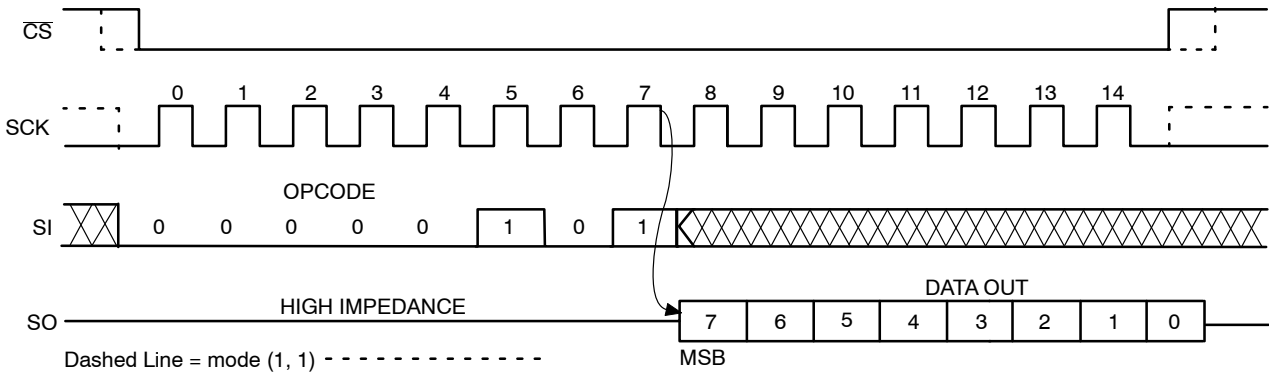 CS
0 1 2 3 4 5 6 7 8 9 10 11 12 13 14
SCK
OPCODE
SI 0 0 0 0 0 1 0 1
DATA OUT
HIGH IMPEDANCE
SO 7 6 5 4 3 2 1 0
Dashed Line = mode (1, 1) MSB